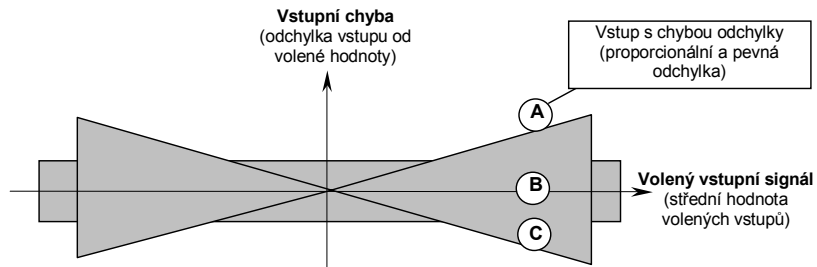 Vstupní chyba
(odchylka vstupu od
volené hodnoty)
Vstup s chybou odchylky
(proporcionální a pevná
odchylka)
A
B
C
Volený vstupní signál
(střední hodnota
volených vstupů)